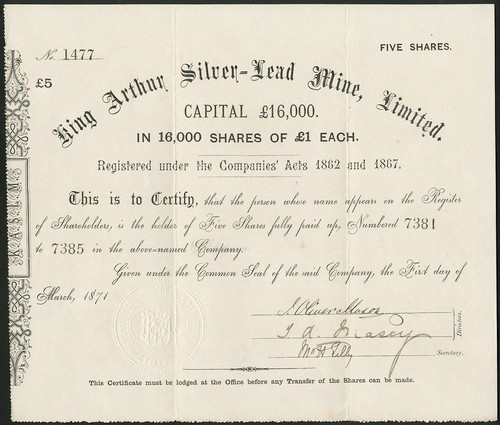 No. 1477
FIVE SHARES.
£5
King Arthur Silver-Lead Mine, Limited.
CAPITAL £16,000.
IN 16,000 SHARES OF £1 EACH.
Registered under the Companies' Acts 1862 and 1867.
This is to Certify, that the person whose name appears on the Register
of Shareholders, is the holder of Five Shares fully paid up, Numbered 7381
to 7385 in the above-named Company.
Given under the Common Seal of the said Company, the First day of
March, 1871
J. Oliver Mason
Directors.
Secretary.
This Certificate must be lodged at the Office before any Transfer of the Shares can be made.